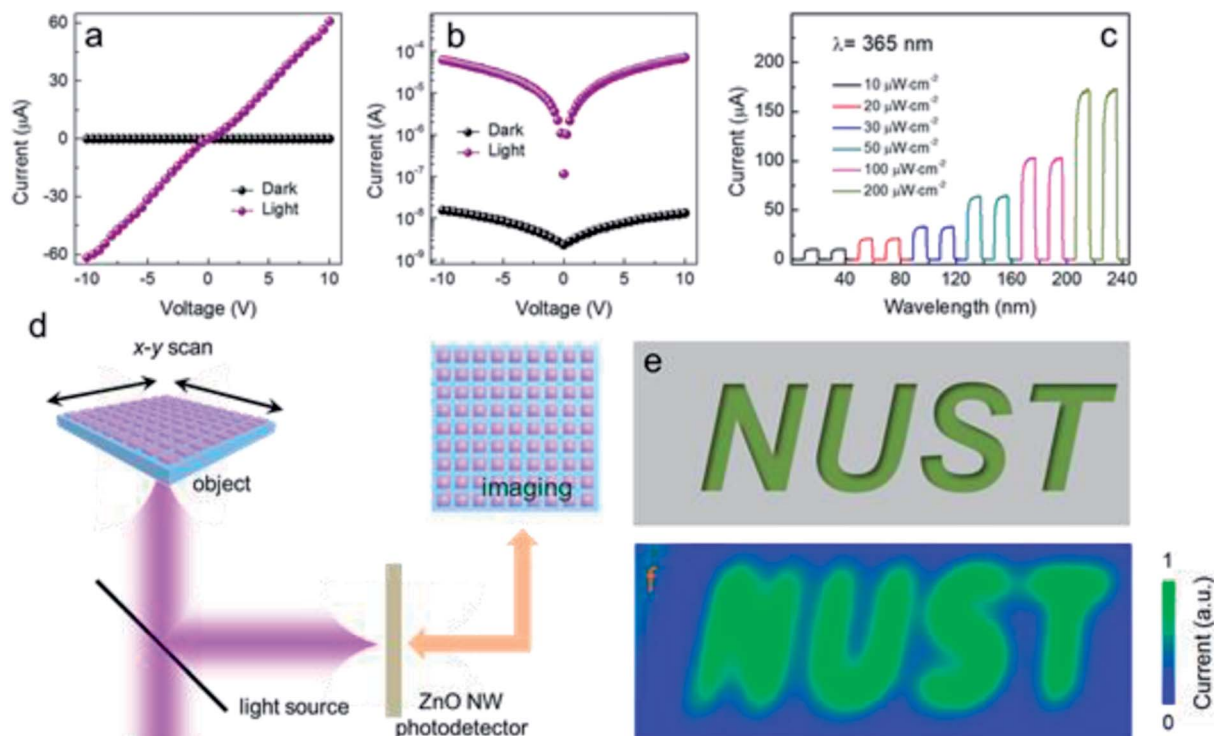 a
Current (μA)
60
30
0
-30
-60
-10
-5
0
5
10
Voltage (V)
Dark
Light
b
Current (A)
10⁻⁴
10⁻⁵
10⁻⁶
10⁻⁷
10⁻⁸
10⁻⁹
-10
-5
0
5
10
Voltage (V)
Dark
Light
c
λ= 365 nm
10 μW·cm⁻²
20 μW·cm⁻²
30 μW·cm⁻²
50 μW·cm⁻²
100 μW·cm⁻²
200 μW·cm⁻²
Current (μA)
200
150
100
50
0
40
80
120
160
200
240
Wavelength (nm)
d
x-y scan
object
imaging
light source
ZnO NW
photodetector
e
NUST
f
NUST
1
0
Current (a.u.)